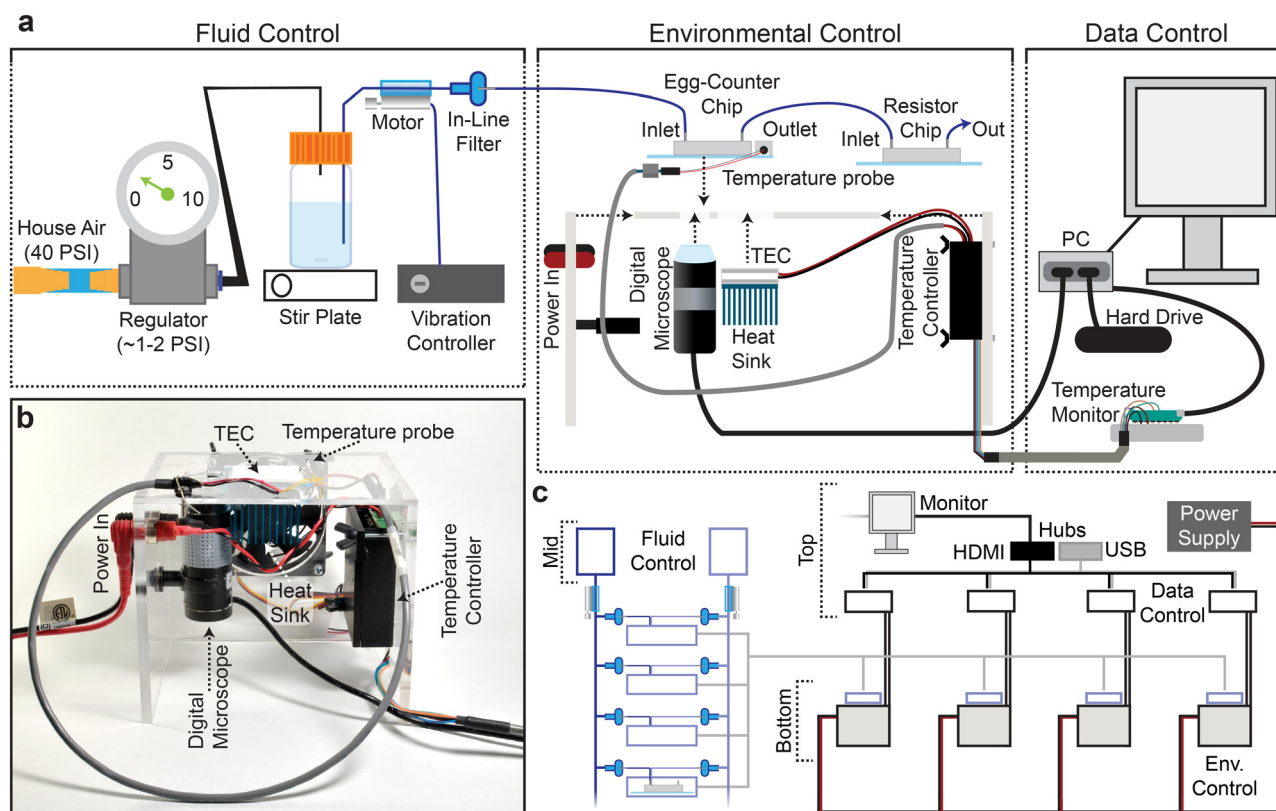 a
Fluid Control
Environmental Control
Data Control
Egg-Counter
Chip
Resistor
Chip
Motor
In-Line
Filter
Inlet
Outlet
Inlet
Out
5
0
10
Temperature probe
House Air
(40 PSI)
PC
Power In
Digital
Microscope
TEC
Temperature
Controller
Regulator
(~1-2 PSI)
Stir Plate
Vibration
Controller
Heat
Sink
Hard Drive
Temperature
Monitor
b
TEC
Temperature probe
Power In
Heat
Sink
Temperature
Controller
Digital
Microscope
ETL
c
Mid
Fluid
Control
Top
Monitor
Hubs
HDMI
USB
Power
Supply
Data
Control
Bottom
Env.
Control